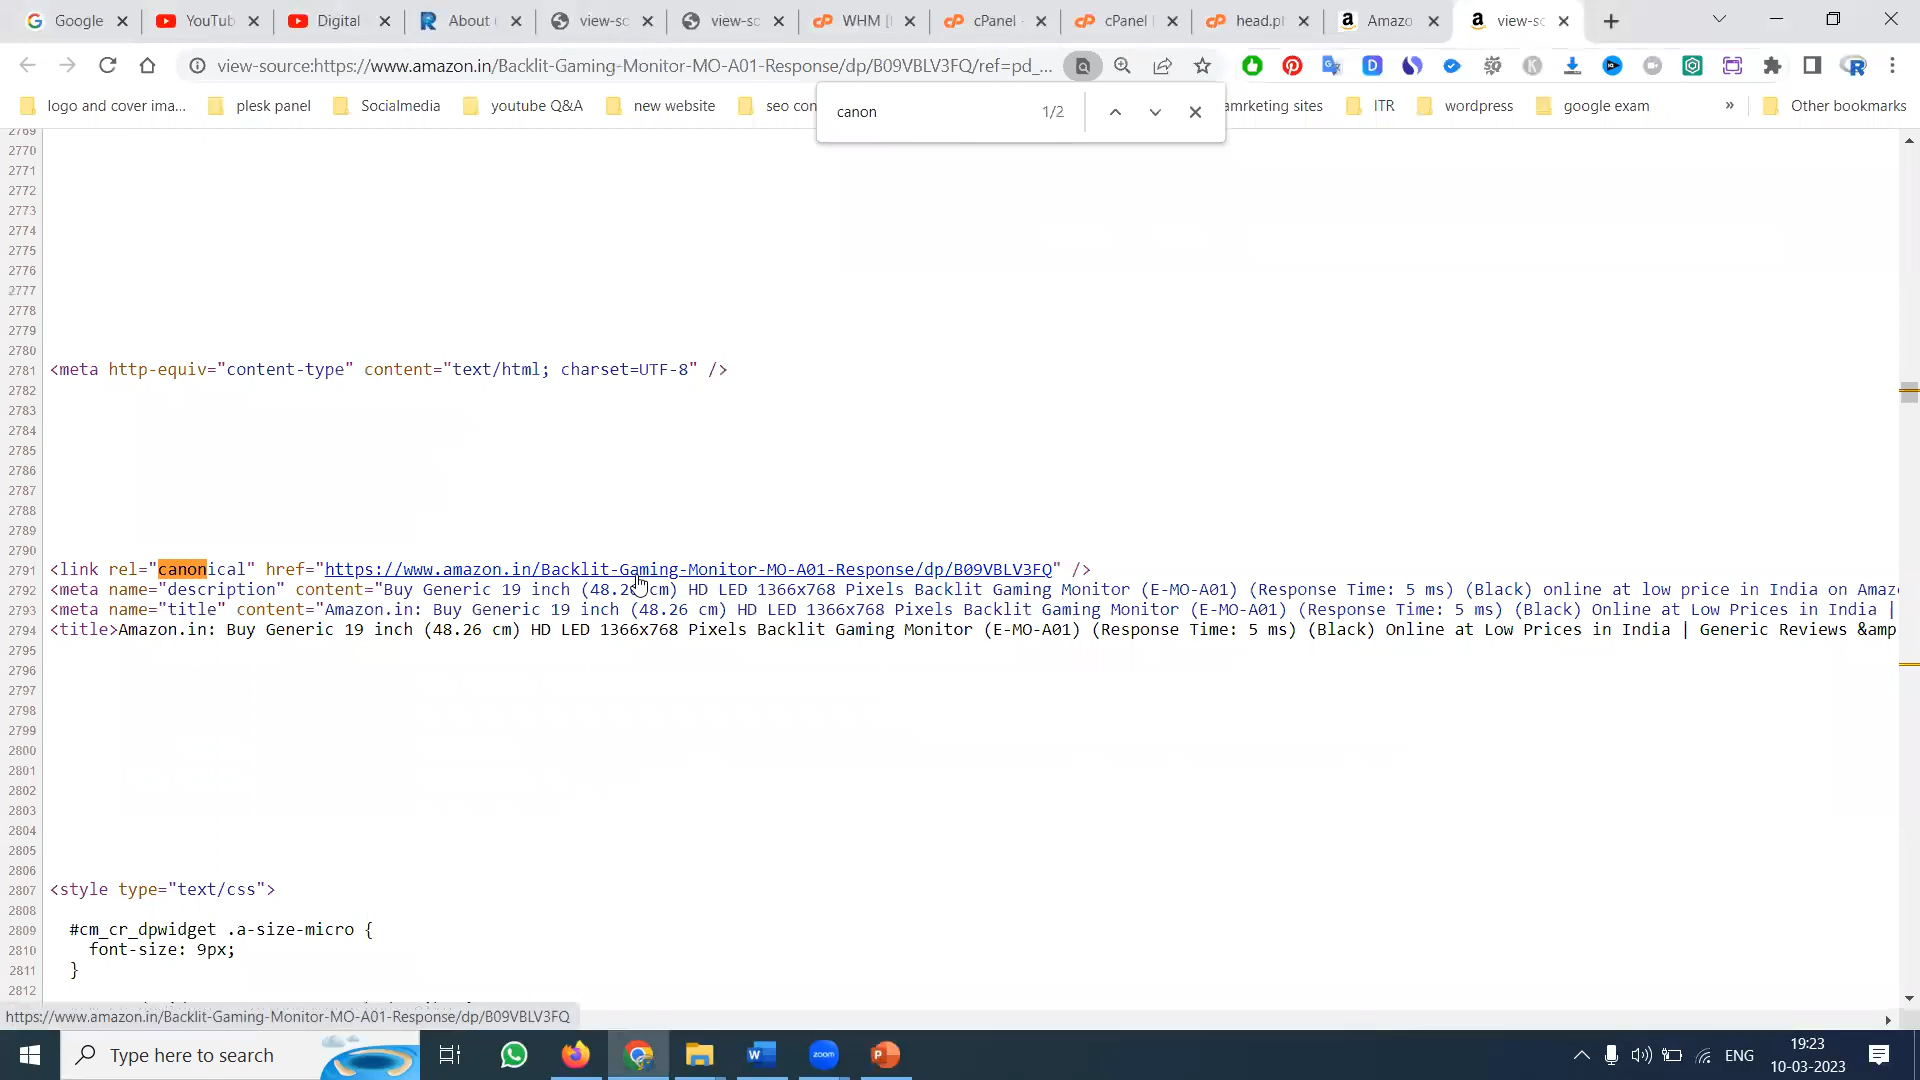 Google
YouTub
Digital
About
view-sc
view-sc
WHM [
cPanel -
cPanel
head.pl
Amazo
view-sc
view-source:https://www.amazon.in/Backlit-Gaming-Monitor-MO-A01-Response/dp/B09VBLV3FQ/ref=pd_...
logo and cover ima...
plesk panel
Socialmedia
youtube Q&A
new website
seo con
amrketing sites
ITR
wordpress
google exam
»
Other bookmarks
canon
1/2
2769
2770
2771
2772
2773
2774
2775
2776
2777
2778
2779
2780
2781 <meta http-equiv="content-type" content="text/html; charset=UTF-8" />
2782
2783
2784
2785
2786
2787
2788
2789
2790
2791 <link rel="canonical" href="https://www.amazon.in/Backlit-Gaming-Monitor-MO-A01-Response/dp/B09VBLV3FQ" />
2792 <meta name="description" content="Buy Generic 19 inch (48.26 cm) HD LED 1366x768 Pixels Backlit Gaming Monitor (E-MO-A01) (Response Time: 5 ms) (Black) online at low price in India on Amaz
2793 <meta name="title" content="Amazon.in: Buy Generic 19 inch (48.26 cm) HD LED 1366x768 Pixels Backlit Gaming Monitor (E-MO-A01) (Response Time: 5 ms) (Black) Online at Low Prices in India |
2794 <title>Amazon.in: Buy Generic 19 inch (48.26 cm) HD LED 1366x768 Pixels Backlit Gaming Monitor (E-MO-A01) (Response Time: 5 ms) (Black) Online at Low Prices in India | Generic Reviews &amp
2795
2796
2797
2798
2799
2800
2801
2802
2803
2804
2805
2806
2807 <style type="text/css">
2808
2809 #cm_cr_dpwidget .a-size-micro {
2810 font-size: 9px;
2811 }
2812
https://www.amazon.in/Backlit-Gaming-Monitor-MO-A01-Response/dp/B09VBLV3FQ
Type here to search
zoom
ENG
19:23
10-03-2023